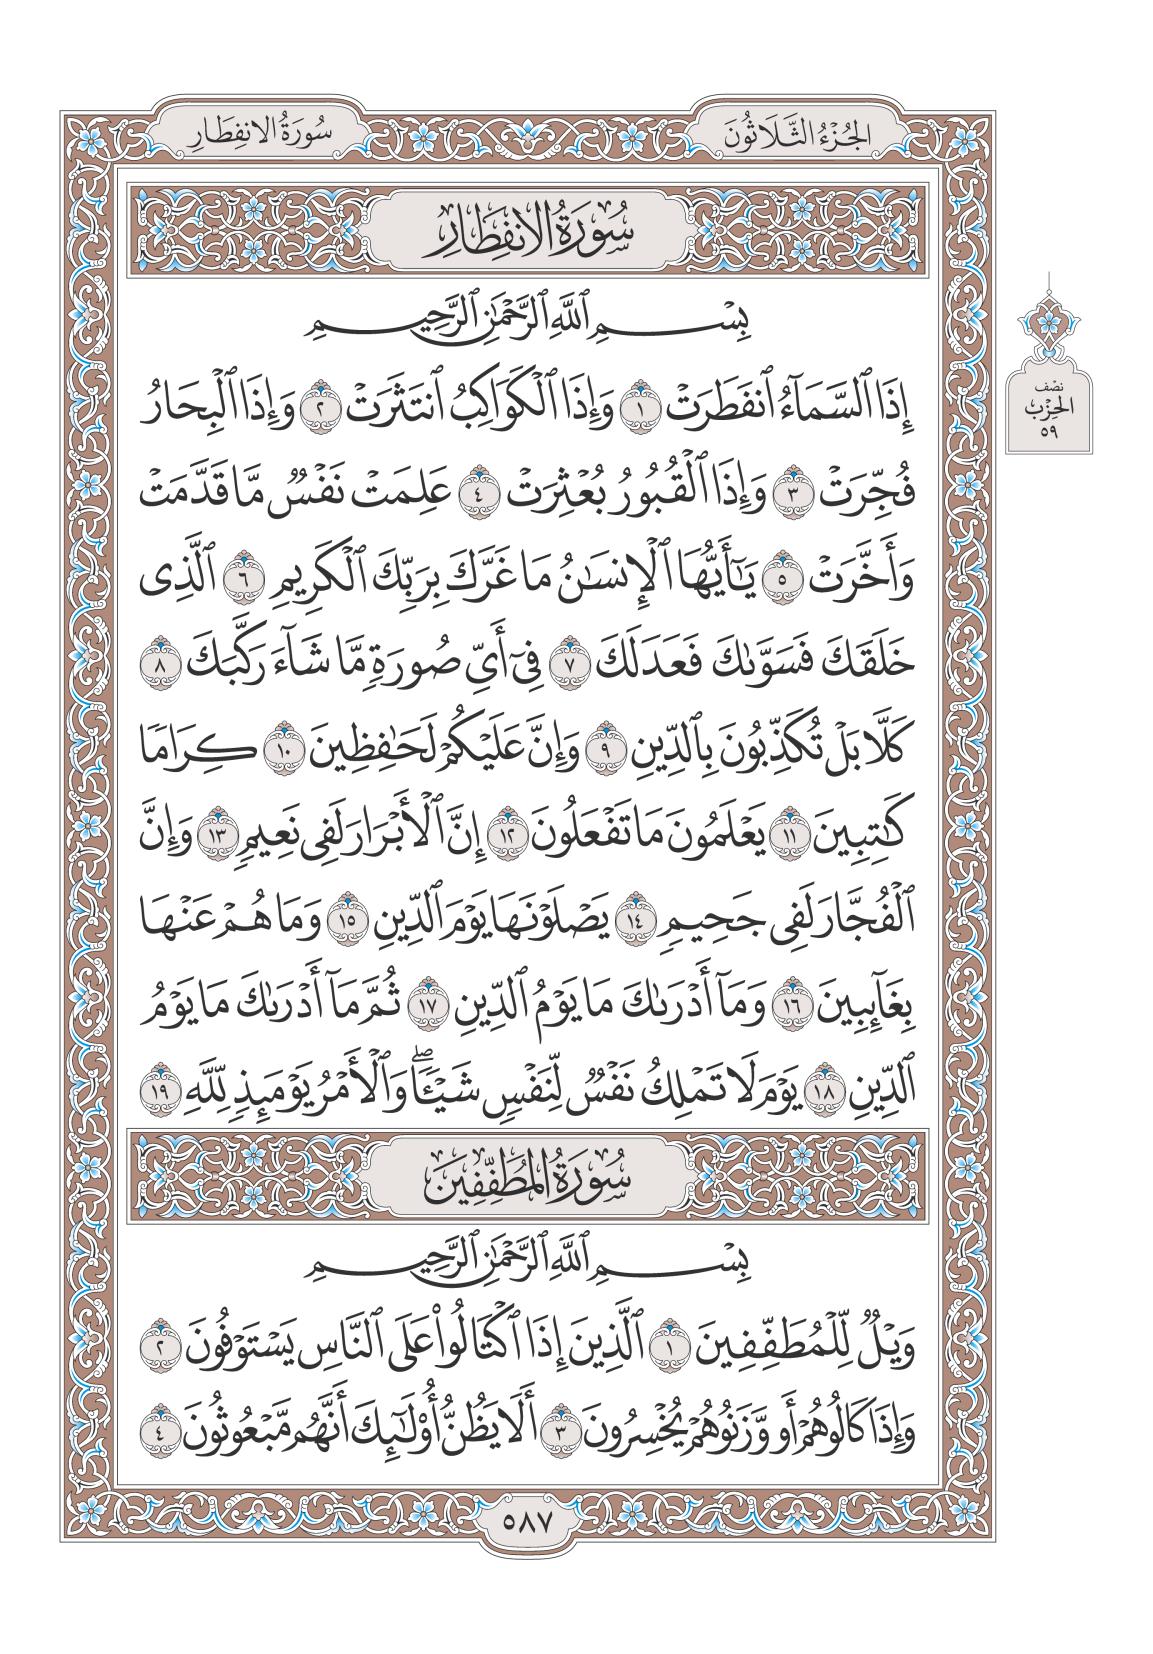 الجُزْءُ الثَّلَاثُونَ
سُورَةُ الانفِطَارِ
سُورَةُ الانفِطَارِ
بِسْمِ ٱللَّهِ ٱلرَّحْمَٰنِ ٱلرَّحِيمِ
إِذَا ٱلسَّمَآءُ ٱنفَطَرَتْ ١ وَإِذَا ٱلْكَوَاكِبُ ٱنتَثَرَتْ ٢ وَإِذَا ٱلْبِحَارُ
نصف
الحِزْب
٥٩
فُجِّرَتْ ٣ وَإِذَا ٱلْقُبُورُ بُعْثِرَتْ ٤ عَلِمَتْ نَفْسٌ مَّا قَدَّمَتْ
وَأَخَّرَتْ ٥ يَٰٓأَيُّهَا ٱلْإِنسَٰنُ مَا غَرَّكَ بِرَبِّكَ ٱلْكَرِيمِ ٦ ٱلَّذِى
خَلَقَكَ فَسَوَّىٰكَ فَعَدَلَكَ ٧ فِىٓ أَىِّ صُورَةٍ مَّا شَآءَ رَكَّبَكَ ٨
كَلَّا بَلْ تُكَذِّبُونَ بِٱلدِّينِ ٩ وَإِنَّ عَلَيْكُمْ لَحَٰفِظِينَ ١٠ كِرَامًا
كَٰتِبِينَ ١١ يَعْلَمُونَ مَا تَفْعَلُونَ ١٢ إِنَّ ٱلْأَبْرَارَ لَفِى نَعِيمٍ ١٣ وَإِنَّ
ٱلْفُجَّارَ لَفِى جَحِيمٍ ١٤ يَصْلَوْنَهَا يَوْمَ ٱلدِّينِ ١٥ وَمَا هُمْ عَنْهَا
بِغَآئِبِينَ ١٦ وَمَآ أَدْرَىٰكَ مَا يَوْمُ ٱلدِّينِ ١٧ ثُمَّ مَآ أَدْرَىٰكَ مَا يَوْمُ
ٱلدِّينِ ١٨ يَوْمَ لَا تَمْلِكُ نَفْسٌ لِّنَفْسٍ شَيْـًٔا ۖ وَٱلْأَمْرُ يَوْمَئِذٍ لِّلَّهِ ١٩
سُورَةُ المُطَفِّفِينَ
بِسْمِ ٱللَّهِ ٱلرَّحْمَٰنِ ٱلرَّحِيمِ
وَيْلٌ لِّلْمُطَفِّفِينَ ١ ٱلَّذِينَ إِذَا ٱكْتَالُوا۟ عَلَى ٱلنَّاسِ يَسْتَوْفُونَ ٢
وَإِذَا كَالُوهُمْ أَو وَّزَنُوهُمْ يُخْسِرُونَ ٣ أَلَا يَظُنُّ أُو۟لَٰٓئِكَ أَنَّهُم مَّبْعُوثُونَ ٤
٥٨٧